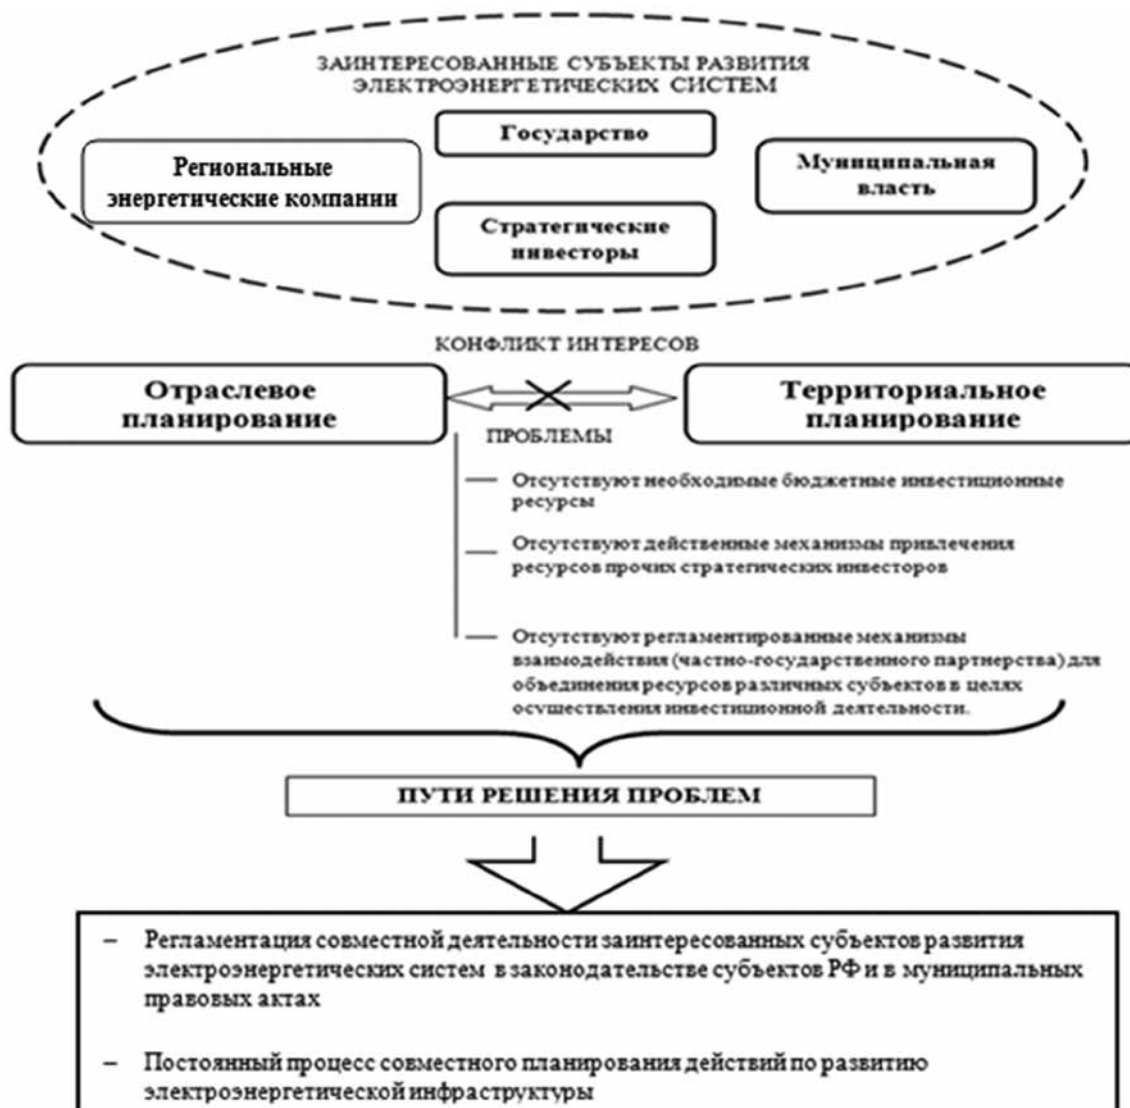 ЗАИНТЕРЕСОВАННЫЕ СУБЪЕКТЫ РАЗВИТИЯ
ЭЛЕКТРОЭНЕРГЕТИЧЕСКИХ СИСТЕМ
Государство
Региональные
энергетические компании
Муниципальная
власть
Стратегические
инвесторы
КОНФЛИКТ ИНТЕРЕСОВ
Отраслевое
планирование
Территориальное
планирование
ПРОБЛЕМЫ
— Отсутствуют необходимые бюджетные инвестиционные
ресурсы
— Отсутствуют действенные механизмы привлечения
ресурсов прочих стратегических инвесторов
— Отсутствуют регламентированные механизмы
взаимодействия (частно-государственного партнерства) для
объединения ресурсов различных субъектов в целях
осуществления инвестиционной деятельности.
ПУТИ РЕШЕНИЯ ПРОБЛЕМ
– Регламентация совместной деятельности заинтересованных субъектов развития
электроэнергетических систем в законодательстве субъектов РФ и в муниципальных
правовых актах
– Постоянный процесс совместного планирования действий по развитию
электроэнергетической инфраструктуры